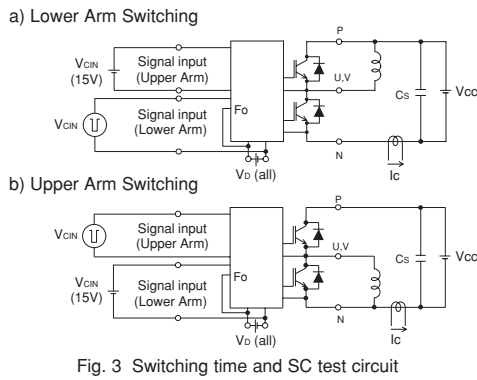 a) Lower Arm Switching
P
VCIN
(15V)
Signal input
(Upper Arm)
U,V
CS
VCC
VCIN
Signal input
(Lower Arm)
Fo
N
VD (all)
IC
b) Upper Arm Switching
P
VCIN
Signal input
(Upper Arm)
U,V
CS
VCC
VCIN
(15V)
Signal input
(Lower Arm)
Fo
N
VD (all)
IC
Fig. 3 Switching time and SC test circuit